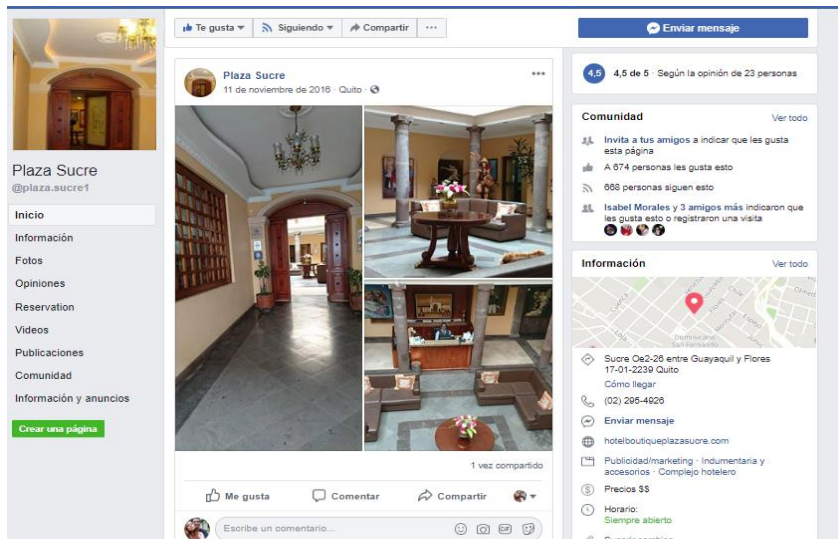 Te gusta
Siguiendo
Compartir
Enviar mensaje
Plaza Sucre
@plaza.sucre1
Inicio
Información
Fotos
Opiniones
Reservation
Videos
Publicaciones
Comunidad
Información y anuncios
Crear una página
Plaza Sucre
11 de noviembre de 2016 · Quito ·
1 vez compartido
Me gusta
Comentar
Compartir
Escribe un comentario...
GIF
4,5
4,5 de 5 · Según la opinión de 23 personas
Comunidad
Ver todo
Invita a tus amigos a indicar que les gusta
esta página
A 674 personas les gusta esto
668 personas siguen esto
Isabel Morales y 3 amigos más indicaron que
les gusta esto o registraron una visita
Información
Ver todo
Sucre Oe2-26 entre Guayaquil y Flores
17-01-2239 Quito
Cómo llegar
(02) 295-4926
Enviar mensaje
hotelboutiqueplazasucre.com
Publicidad/marketing · Indumentaria y
accesorios · Complejo hotelero
Precios $$
Horario:
Siempre abierto